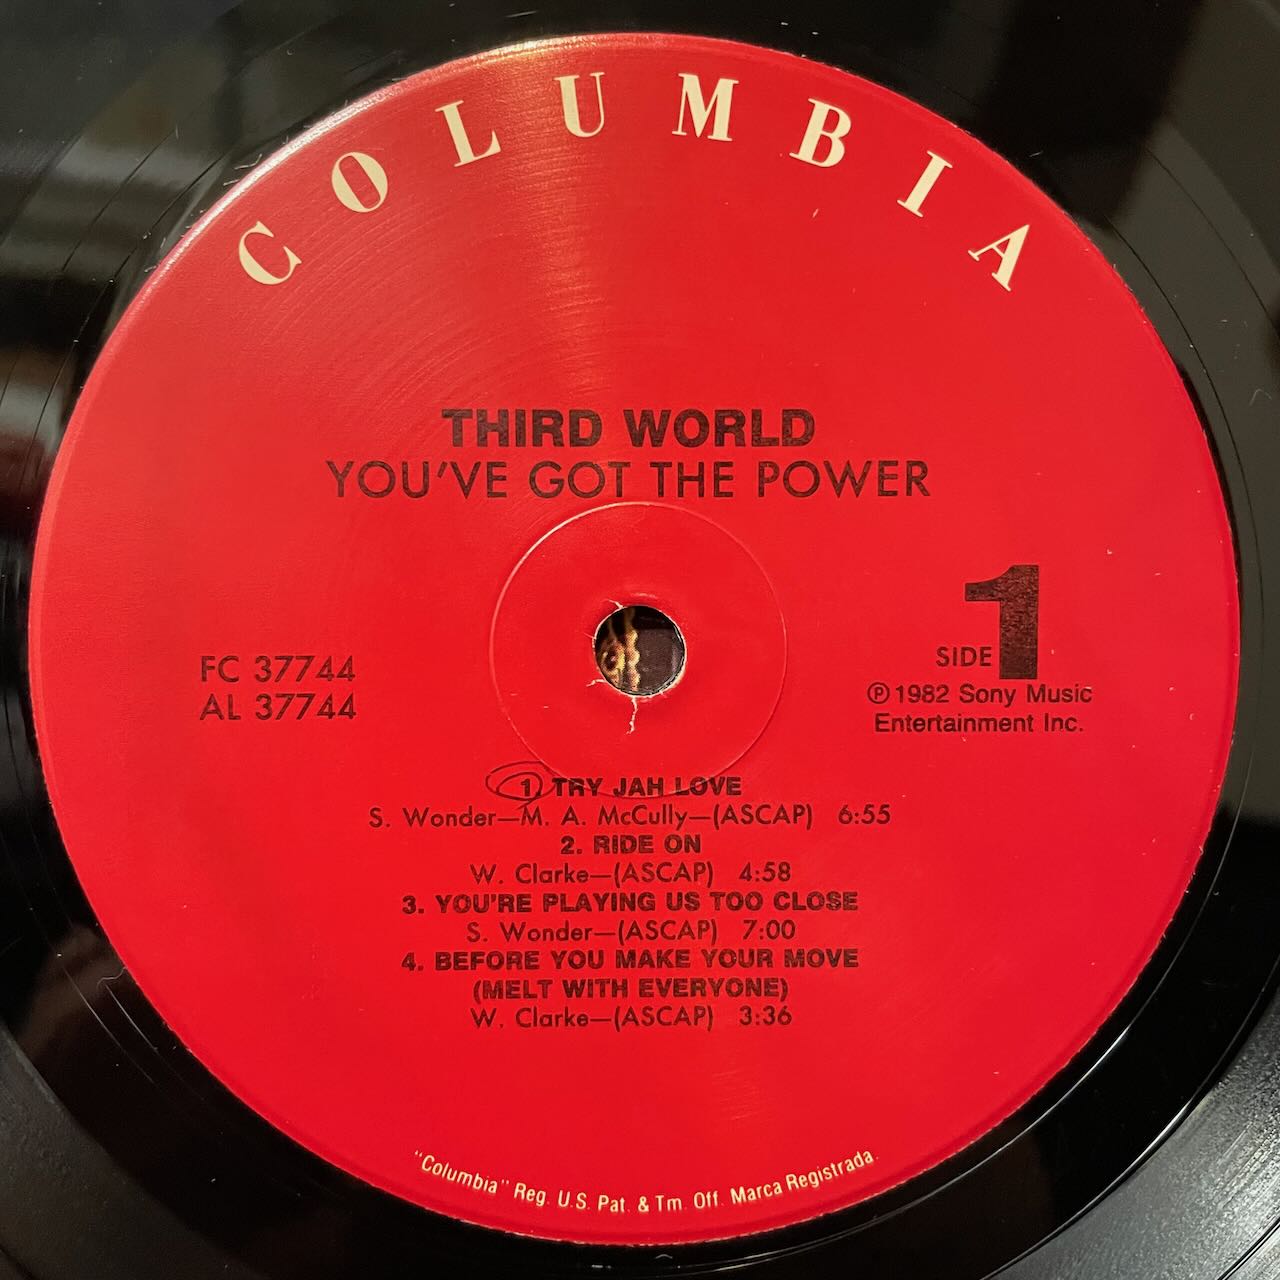 COLUMBIA
THIRD WORLD
YOU'VE GOT THE POWER
FC 37744
AL 37744
SIDE 1
Ⓟ 1982 Sony Music
Entertainment Inc.
1. TRY JAH LOVE
S. Wonder—M. A. McCully—(ASCAP) 6:55
2. RIDE ON
W. Clarke—(ASCAP) 4:58
3. YOU'RE PLAYING US TOO CLOSE
S. Wonder—(ASCAP) 7:00
4. BEFORE YOU MAKE YOUR MOVE
(MELT WITH EVERYONE)
W. Clarke—(ASCAP) 3:36
"Columbia" Reg. U.S. Pat. & Tm. Off. Marca Registrada.